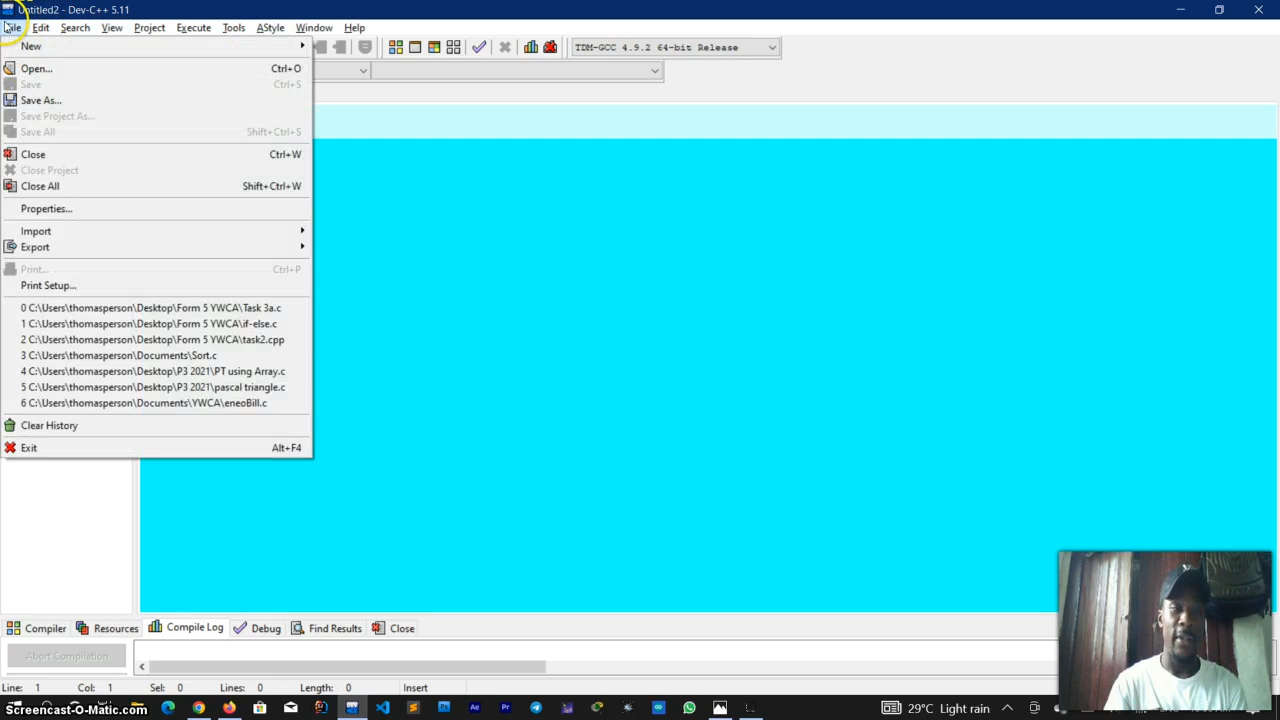 Untitled2 - Dev-C++ 5.11
File Edit Search View Project Execute Tools AStyle Window Help
New
TDM-GCC 4.9.2 64-bit Release
Open... Ctrl+O
Save Ctrl+S
Save As...
Save Project As...
Save All Shift+Ctrl+S
Close Ctrl+W
Close Project
Close All Shift+Ctrl+W
Properties...
Import
Export
Print... Ctrl+P
Print Setup...
0 C:\Users\thomasperson\Desktop\Form 5 YWCA\Task 3a.c
1 C:\Users\thomasperson\Desktop\Form 5 YWCA\if-else.c
2 C:\Users\thomasperson\Desktop\Form 5 YWCA\task2.cpp
3 C:\Users\thomasperson\Documents\Sort.c
4 C:\Users\thomasperson\Desktop\P3 2021\PT using Array.c
5 C:\Users\thomasperson\Desktop\P3 2021\pascal triangle.c
6 C:\Users\thomasperson\Documents\YWCA\eneoBill.c
Clear History
Exit Alt+F4
Compiler Resources Compile Log Debug Find Results Close
Abort Compilation
Line: 1 Col: 1 Sel: 0 Lines: 0 Length: 0 Insert
Screencast-O-Matic.com
29°C Light rain